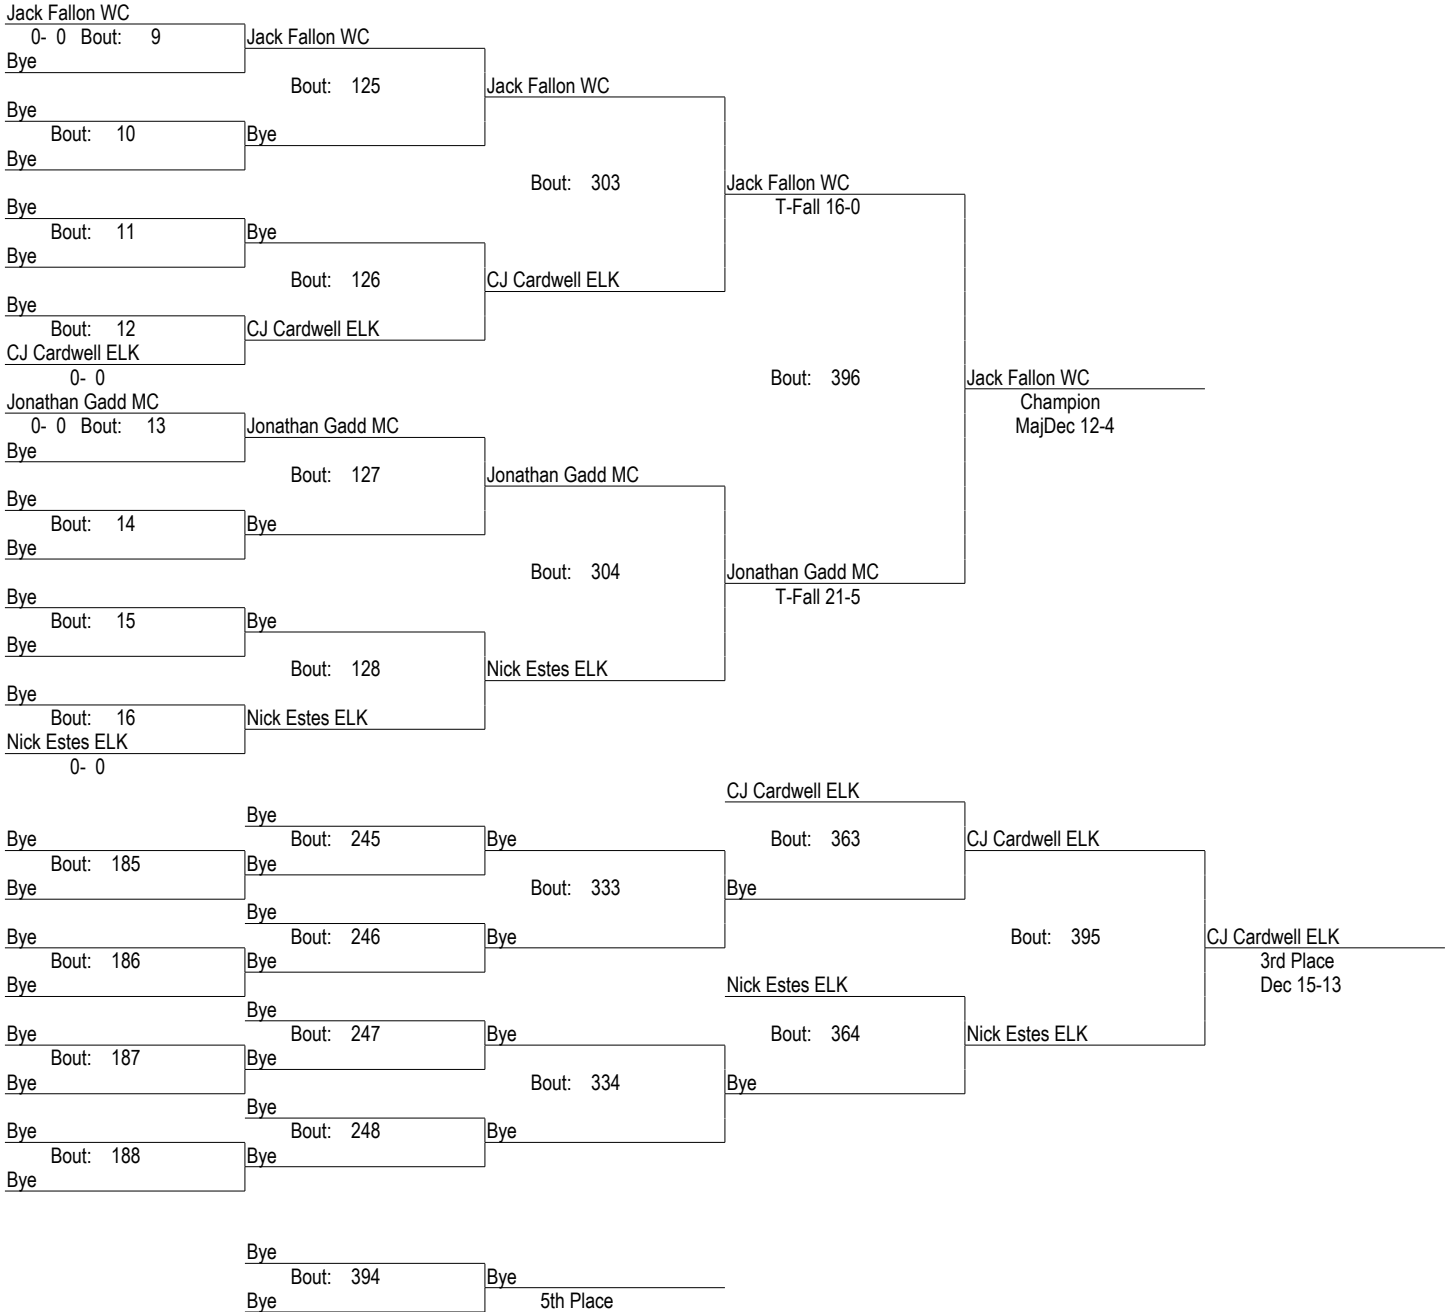 Jack Fallon WC
0- 0 Bout: 9 Jack Fallon WC
Bye
Bout: 125 Jack Fallon WC
Bye
Bout: 10 Bye
Bye
Bout: 303 Jack Fallon WC
Bye T-Fall 16-0
Bout: 11 Bye
Bye
Bout: 126 CJ Cardwell ELK
Bye
Bout: 12 CJ Cardwell ELK
CJ Cardwell ELK
0- 0 Bout: 396 Jack Fallon WC
Jonathan Gadd MC Champion
0- 0 Bout: 13 Jonathan Gadd MC MajDec 12-4
Bye
Bout: 127 Jonathan Gadd MC
Bye
Bout: 14 Bye
Bye
Bout: 304 Jonathan Gadd MC
Bye T-Fall 21-5
Bout: 15 Bye
Bye
Bout: 128 Nick Estes ELK
Bye
Bout: 16 Nick Estes ELK
Nick Estes ELK
0- 0
CJ Cardwell ELK
Bye
Bye Bout: 245 Bye Bout: 363 CJ Cardwell ELK
Bout: 185 Bye
Bye Bout: 333 Bye
Bye
Bye Bout: 246 Bye Bout: 395 CJ Cardwell ELK
Bout: 186 Bye 3rd Place
Bye Nick Estes ELK Dec 15-13
Bye
Bye Bout: 247 Bye Bout: 364 Nick Estes ELK
Bout: 187 Bye
Bye Bout: 334 Bye
Bye
Bye Bout: 248 Bye
Bout: 188 Bye
Bye
Bye
Bout: 394 Bye
Bye 5th Place